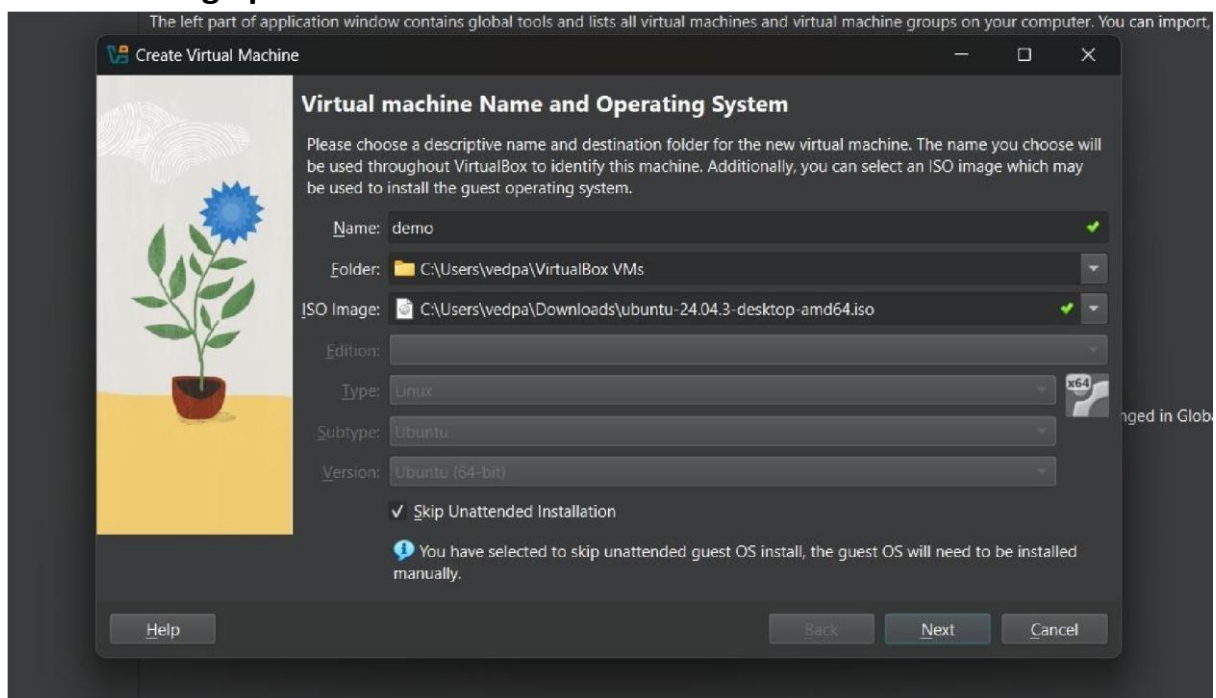 The left part of application window contains global tools and lists all virtual machines and virtual machine groups on your computer. You can import,
Create Virtual Machine
Virtual machine Name and Operating System
Please choose a descriptive name and destination folder for the new virtual machine. The name you choose will
be used throughout VirtualBox to identify this machine. Additionally, you can select an ISO image which may
be used to install the guest operating system.
Name: demo
Folder: C:\Users\vedpa\VirtualBox VMs
ISO Image: C:\Users\vedpa\Downloads\ubuntu-24.04.3-desktop-amd64.iso
Edition:
Type: Linux
x64
nged in Glob
Subtype: Ubuntu
Version: Ubuntu (64-bit)
Skip Unattended Installation
You have selected to skip unattended guest OS install, the guest OS will need to be installed
manually.
Help Back Next Cancel